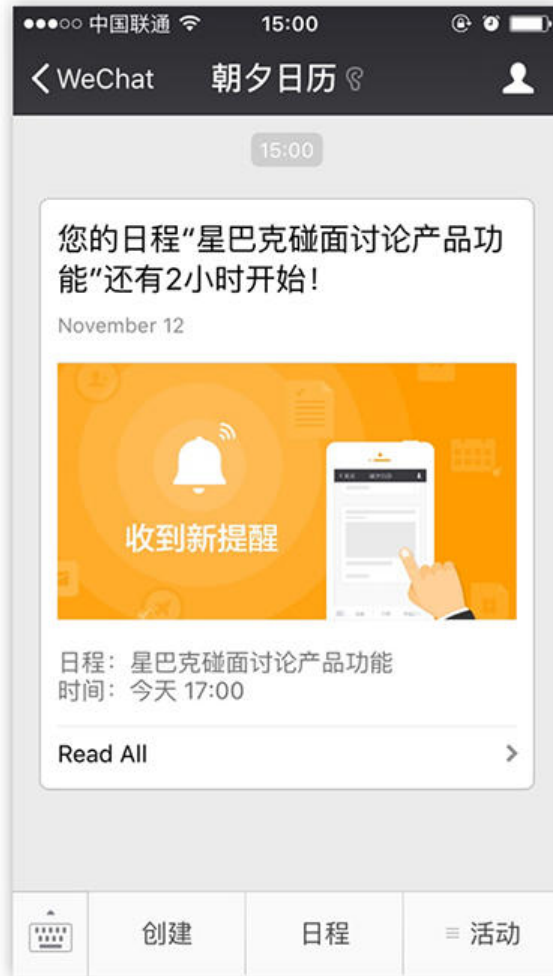 中国联通 15:00
WeChat 朝夕日历
15:00
您的日程“星巴克碰面讨论产品功
能”还有2小时开始！
November 12
收到新提醒
日程：星巴克碰面讨论产品功能
时间：今天 17:00
Read All
创建 日程 活动